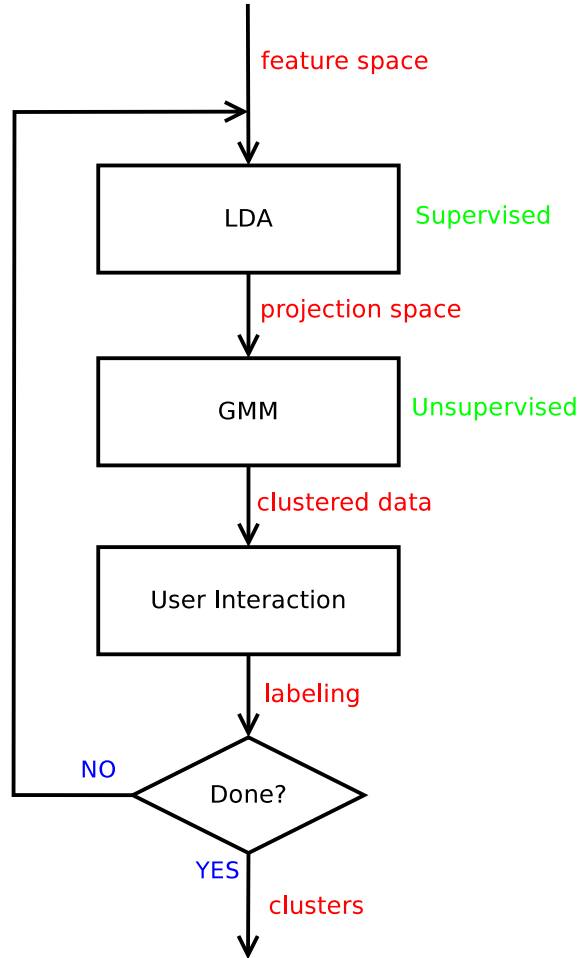 feature space
LDA
Supervised
projection space
GMM
Unsupervised
clustered data
User Interaction
labeling
NO
Done?
YES
clusters